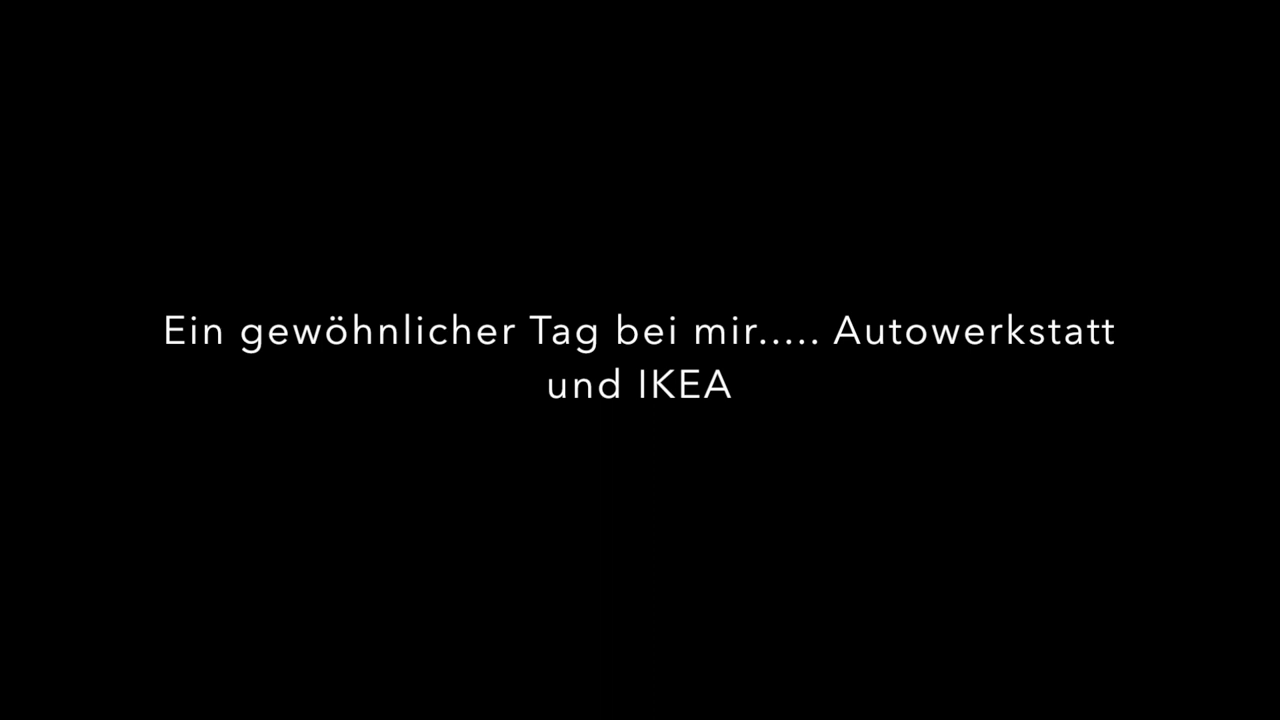 Ein gewöhnlicher Tag bei mir..... Autowerkstatt
und IKEA